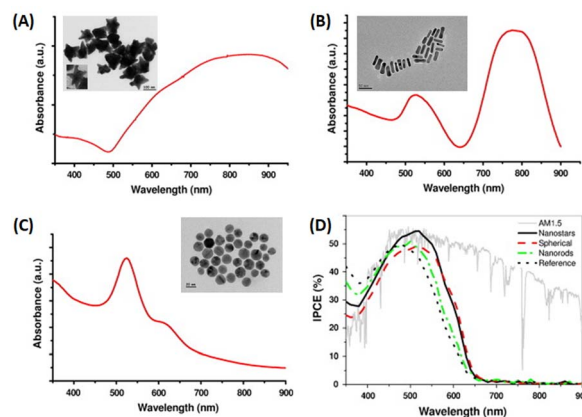 (A)
Absorbance (a.u.)
400 500 600 700 800 900
Wavelength (nm)
(B)
Absorbance (a.u.)
400 500 600 700 800 900
Wavelength (nm)
(C)
Absorbance (a.u.)
400 500 600 700 800 900
Wavelength (nm)
(D)
60
50
40
30
20
10
0
IPCE (%)
AM1.5
Nanostars
Spherical
Nanorods
Reference
400 500 600 700 800 900
Wavelength (nm)